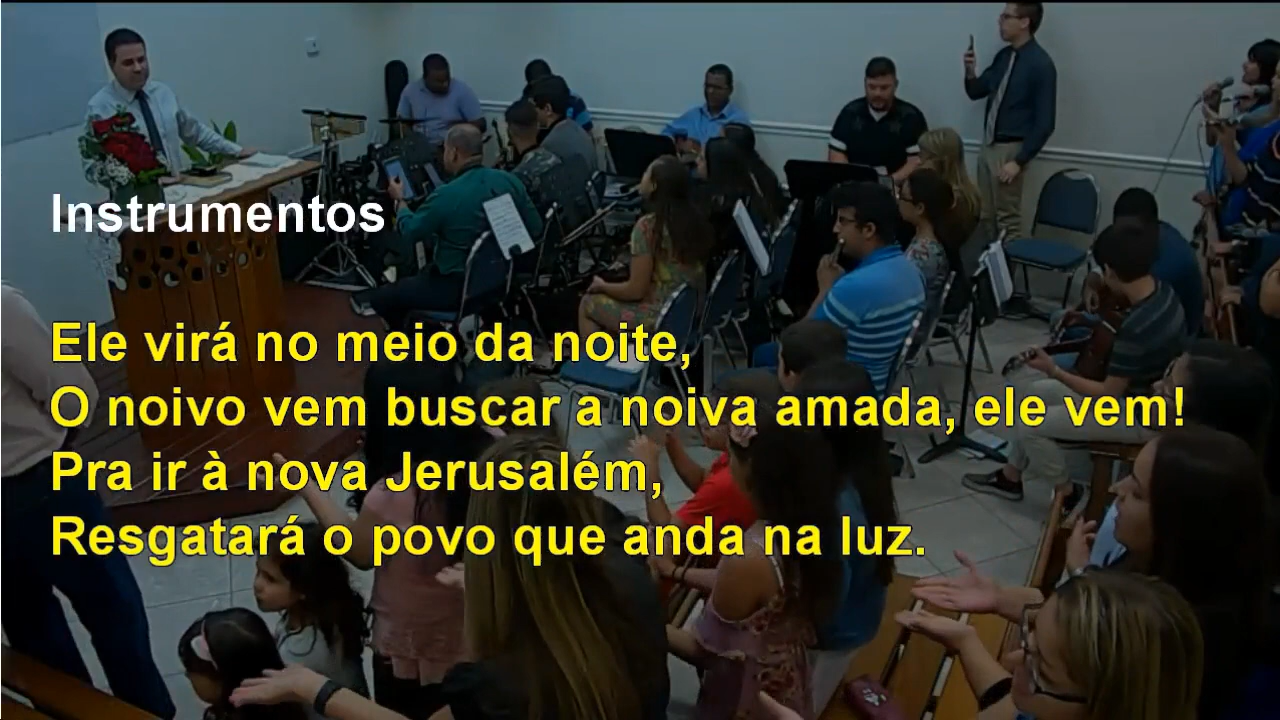 Instrumentos
Ele virá no meio da noite,
O noivo vem buscar a noiva amada, ele vem!
Pra ir à nova Jerusalém,
Resgatará o povo que anda na luz.